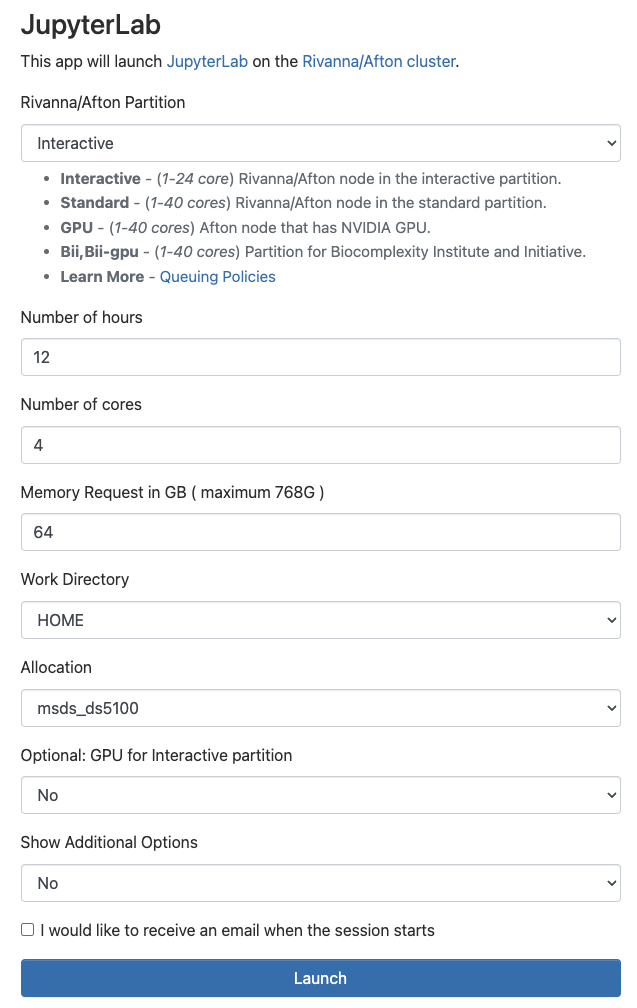 JupyterLab
This app will launch JupyterLab on the Rivanna/Afton cluster.
Rivanna/Afton Partition
Interactive
• Interactive - (1-24 core) Rivanna/Afton node in the interactive partition.
• Standard - (1-40 cores) Rivanna/Afton node in the standard partition.
• GPU - (1-40 cores) Afton node that has NVIDIA GPU.
• Bii,Bii-gpu - (1-40 cores) Partition for Biocomplexity Institute and Initiative.
• Learn More - Queuing Policies
Number of hours
12
Number of cores
4
Memory Request in GB ( maximum 768G )
64
Work Directory
HOME
Allocation
msds_ds5100
Optional: GPU for Interactive partition
No
Show Additional Options
No
I would like to receive an email when the session starts
Launch